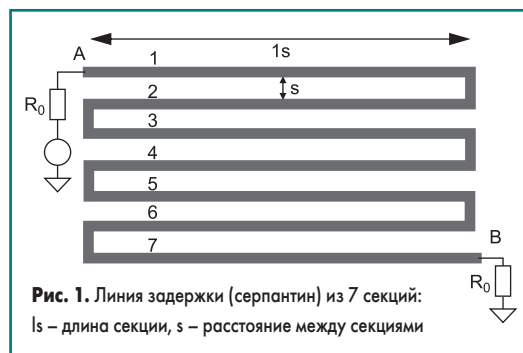 A
1
1s
R0
2
s
3
4
5
6
B
7
R0
Рис. 1. Линия задержки (серпантин) из 7 секций:
ls – длина секции, s – расстояние между секциями